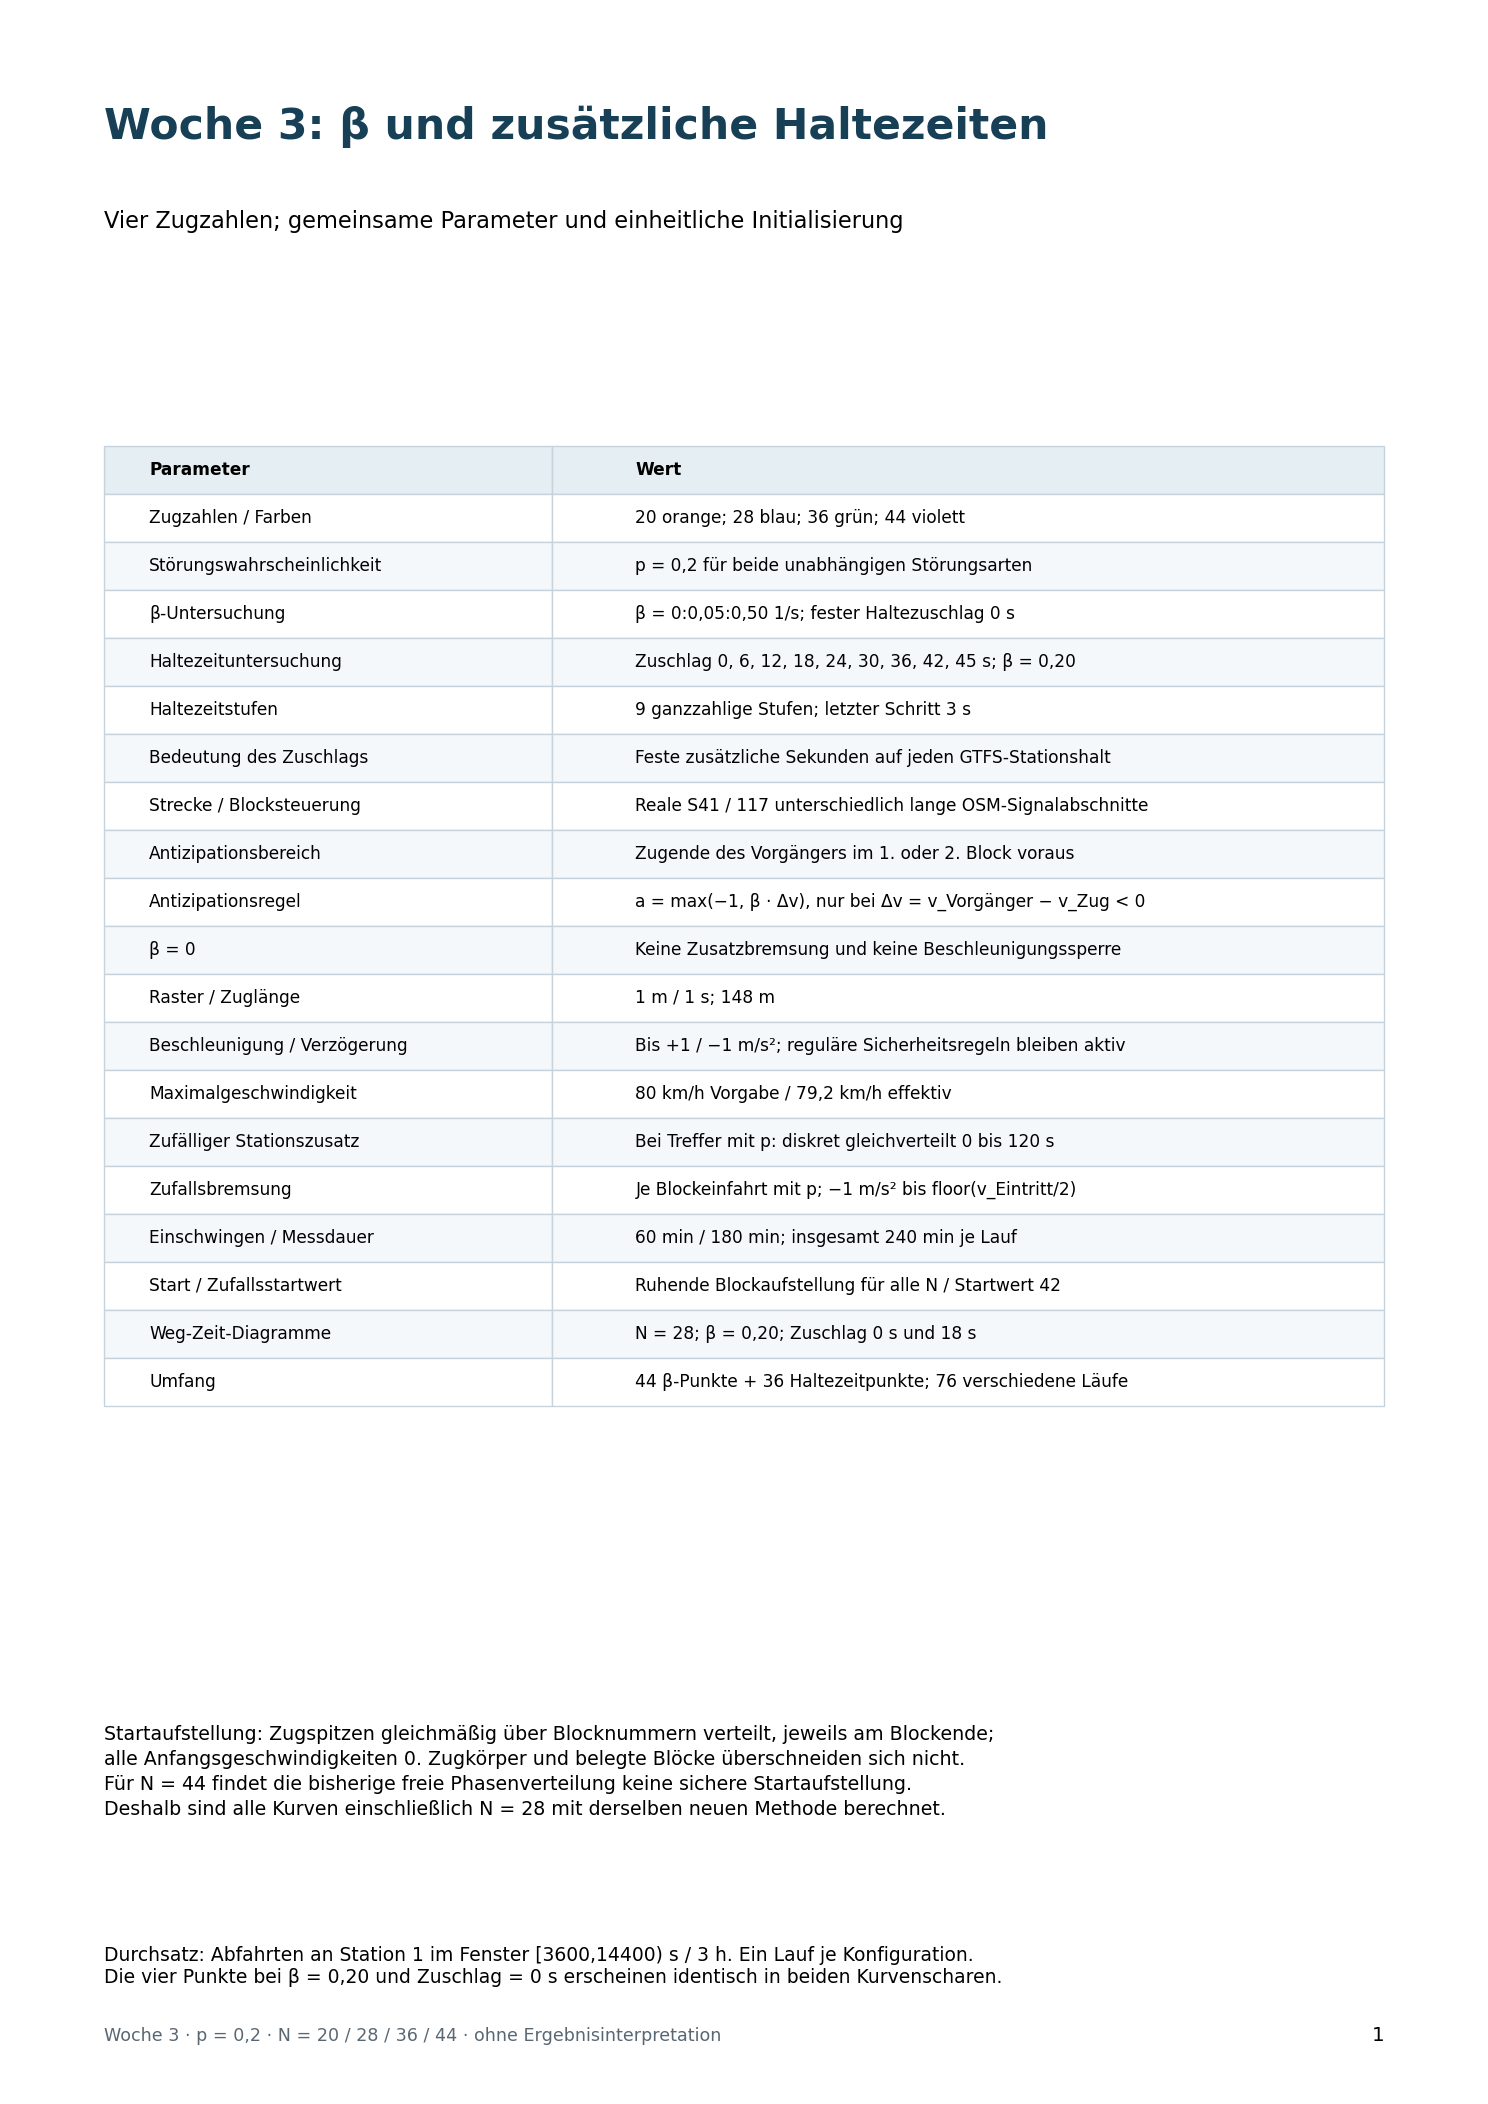 Woche 3: β und zusätzliche Haltezeiten
Vier Zugzahlen; gemeinsame Parameter und einheitliche Initialisierung
Parameter Wert
Zugzahlen / Farben 20 orange; 28 blau; 36 grün; 44 violett
Störungswahrscheinlichkeit p = 0,2 für beide unabhängigen Störungsarten
β-Untersuchung β = 0:0,05:0,50 1/s; fester Haltezuschlag 0 s
Haltezeituntersuchung Zuschlag 0, 6, 12, 18, 24, 30, 36, 42, 45 s; β = 0,20
Haltezeitstufen 9 ganzzahlige Stufen; letzter Schritt 3 s
Bedeutung des Zuschlags Feste zusätzliche Sekunden auf jeden GTFS-Stationshalt
Strecke / Blocksteuerung Reale S41 / 117 unterschiedlich lange OSM-Signalabschnitte
Antizipationsbereich Zugende des Vorgängers im 1. oder 2. Block voraus
Antizipationsregel a = max(−1, β · Δv), nur bei Δv = v_Vorgänger − v_Zug < 0
β = 0 Keine Zusatzbremsung und keine Beschleunigungssperre
Raster / Zuglänge 1 m / 1 s; 148 m
Beschleunigung / Verzögerung Bis +1 / −1 m/s²; reguläre Sicherheitsregeln bleiben aktiv
Maximalgeschwindigkeit 80 km/h Vorgabe / 79,2 km/h effektiv
Zufälliger Stationszusatz Bei Treffer mit p: diskret gleichverteilt 0 bis 120 s
Zufallsbremsung Je Blockeinfahrt mit p; −1 m/s² bis floor(v_Eintritt/2)
Einschwingen / Messdauer 60 min / 180 min; insgesamt 240 min je Lauf
Start / Zufallsstartwert Ruhende Blockaufstellung für alle N / Startwert 42
Weg-Zeit-Diagramme N = 28; β = 0,20; Zuschlag 0 s und 18 s
Umfang 44 β-Punkte + 36 Haltezeitpunkte; 76 verschiedene Läufe
Startaufstellung: Zugspitzen gleichmäßig über Blocknummern verteilt, jeweils am Blockende;
alle Anfangsgeschwindigkeiten 0. Zugkörper und belegte Blöcke überschneiden sich nicht.
Für N = 44 findet die bisherige freie Phasenverteilung keine sichere Startaufstellung.
Deshalb sind alle Kurven einschließlich N = 28 mit derselben neuen Methode berechnet.
Durchsatz: Abfahrten an Station 1 im Fenster [3600,14400) s / 3 h. Ein Lauf je Konfiguration.
Die vier Punkte bei β = 0,20 und Zuschlag = 0 s erscheinen identisch in beiden Kurvenscharen.
Woche 3 · p = 0,2 · N = 20 / 28 / 36 / 44 · ohne Ergebnisinterpretation 1